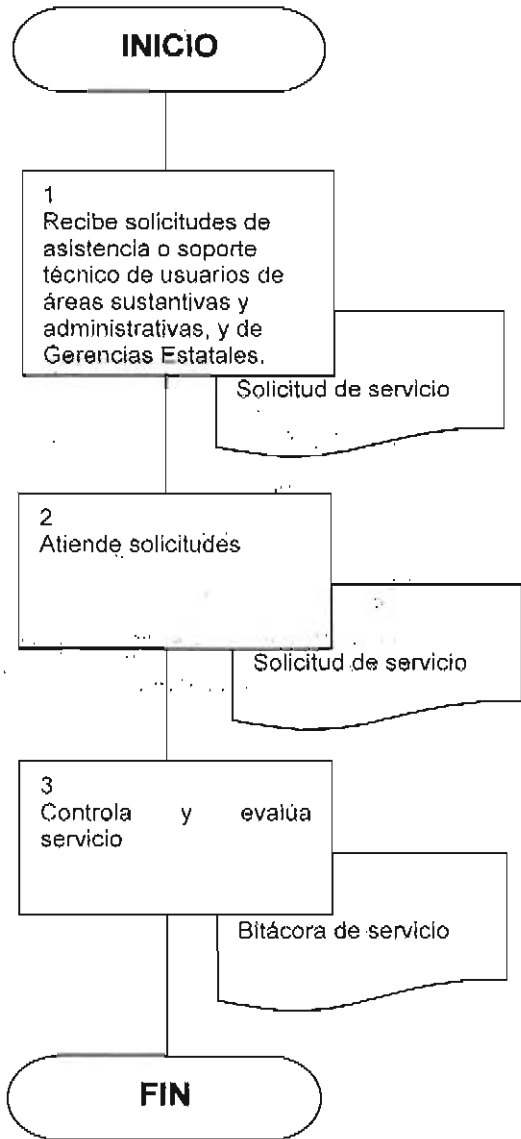 INICIO
1
Recibe solicitudes de
asistencia o soporte
técnico de usuarios de
áreas sustantivas y
administrativas, y de
Gerencias Estatales.
Solicitud de servicio
2
Atiende solicitudes
Solicitud de servicio
3
Controla y evalúa
servicio
Bitácora de servicio
FIN